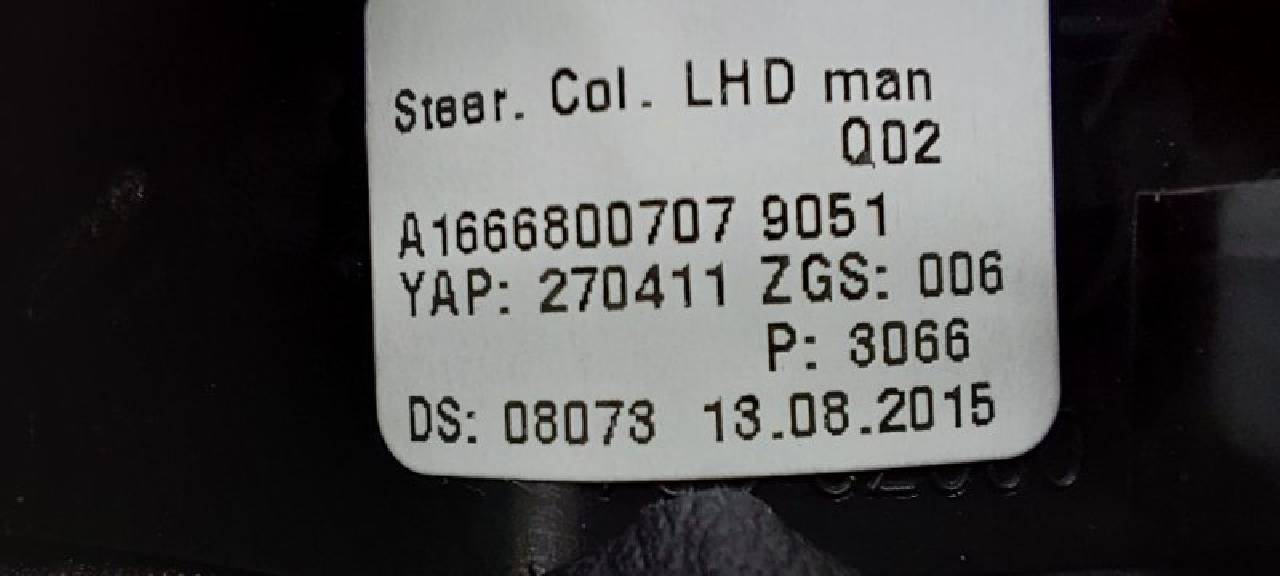 Steer. Col. LHD man
Q02
A1666800707 9051
YAP: 270411 ZGS: 006
P: 3066
DS: 08073 13.08.2015